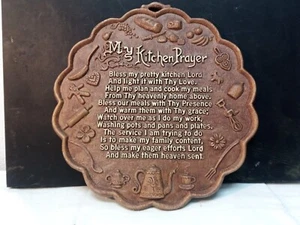 My Kitchen Prayer
Bless my pretty kitchen Lord
And light it with Thy Love.
Help me plan and cook my meals
From Thy heavenly home above.
Bless our meals with Thy Presence
And warm them with Thy grace;
Watch over me as I do my work,
Washing pots and pans and plates.
The service I am trying to do
Is to make my family content,
So bless my eager efforts Lord
And make them heaven sent.